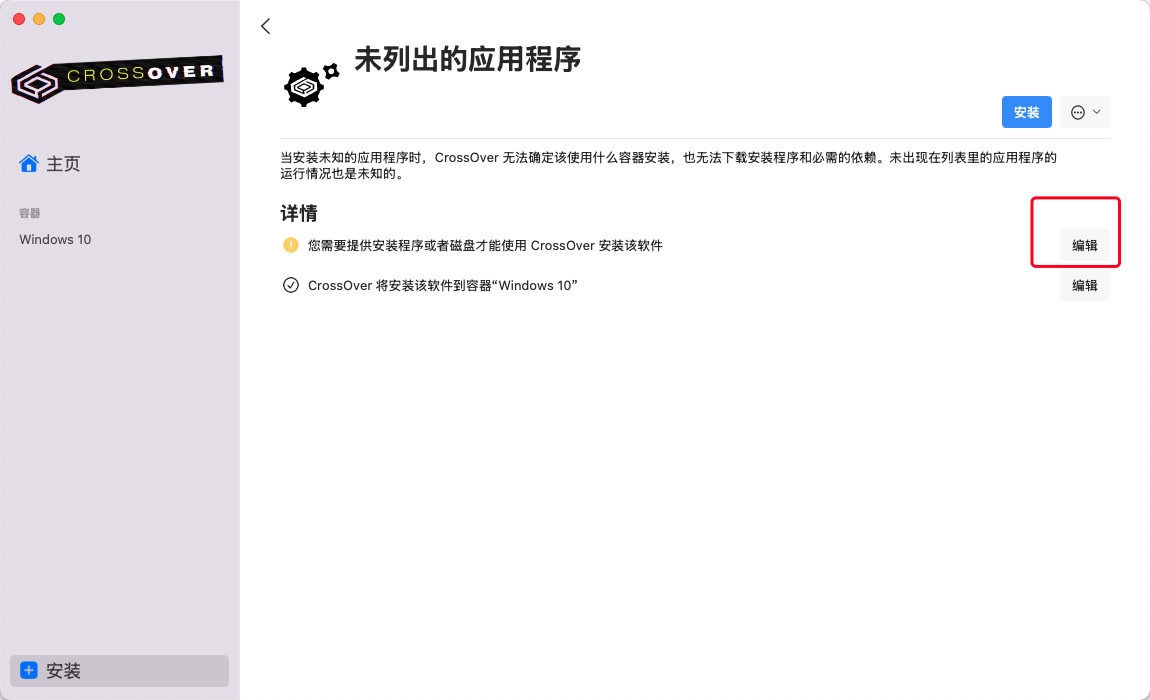 CROSSOVER
未列出的应用程序
安装
当安装未知的应用程序时，CrossOver 无法确定该使用什么容器安装，也无法下载安装程序和必需的依赖。未出现在列表里的应用程序的
运行情况也是未知的。
主页
容器
Windows 10
详情
您需要提供安装程序或者磁盘才能使用 CrossOver 安装该软件
编辑
CrossOver 将安装该软件到容器“Windows 10”
编辑
安装